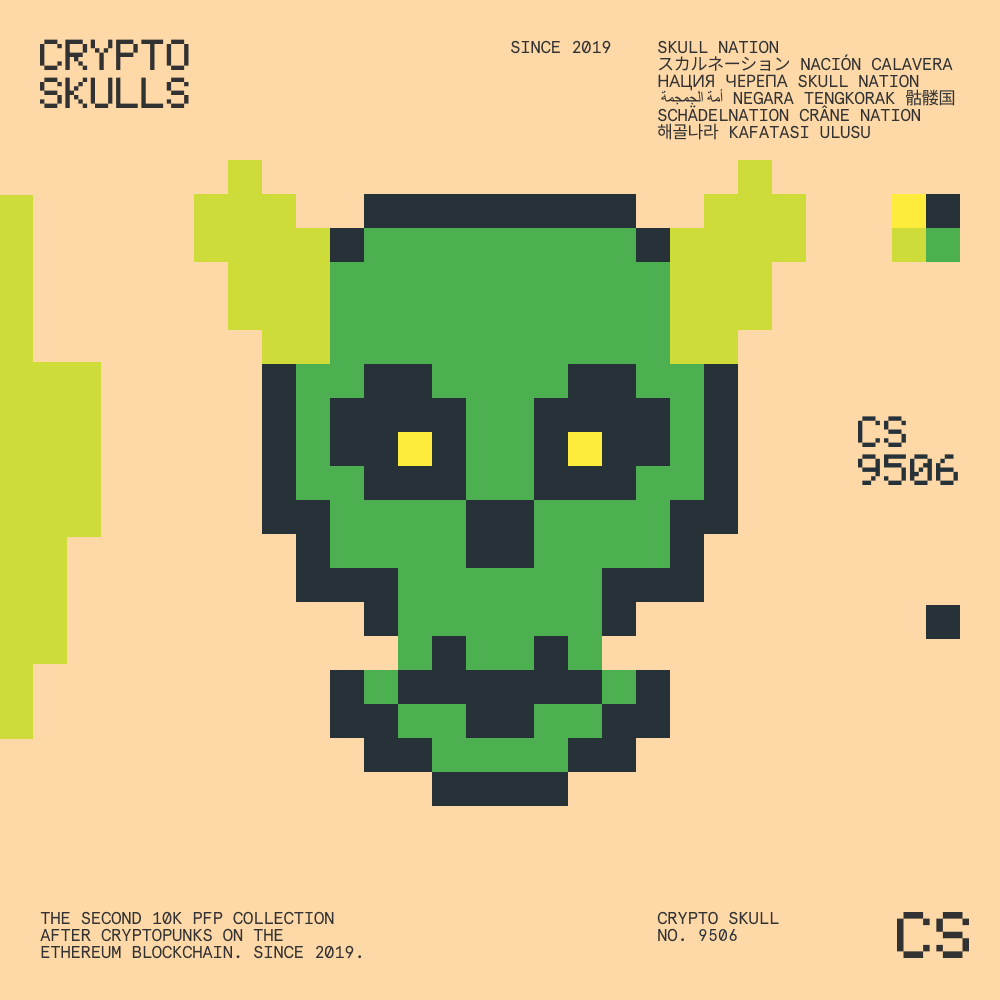 CRYPTO
SKULLS
SINCE 2019
SKULL NATION
スカルネーション NACIÓN CALAVERA
НАЦИЯ ЧЕРЕПА SKULL NATION
أمة الجمجمة NEGARA TENGKORAK 骷髅国
SCHÄDELNATION CRÂNE NATION
해골나라 KAFATASI ULUSU
CS
9506
THE SECOND 10K PFP COLLECTION
AFTER CRYPTOPUNKS ON THE
ETHEREUM BLOCKCHAIN. SINCE 2019.
CRYPTO SKULL
NO. 9506
CS